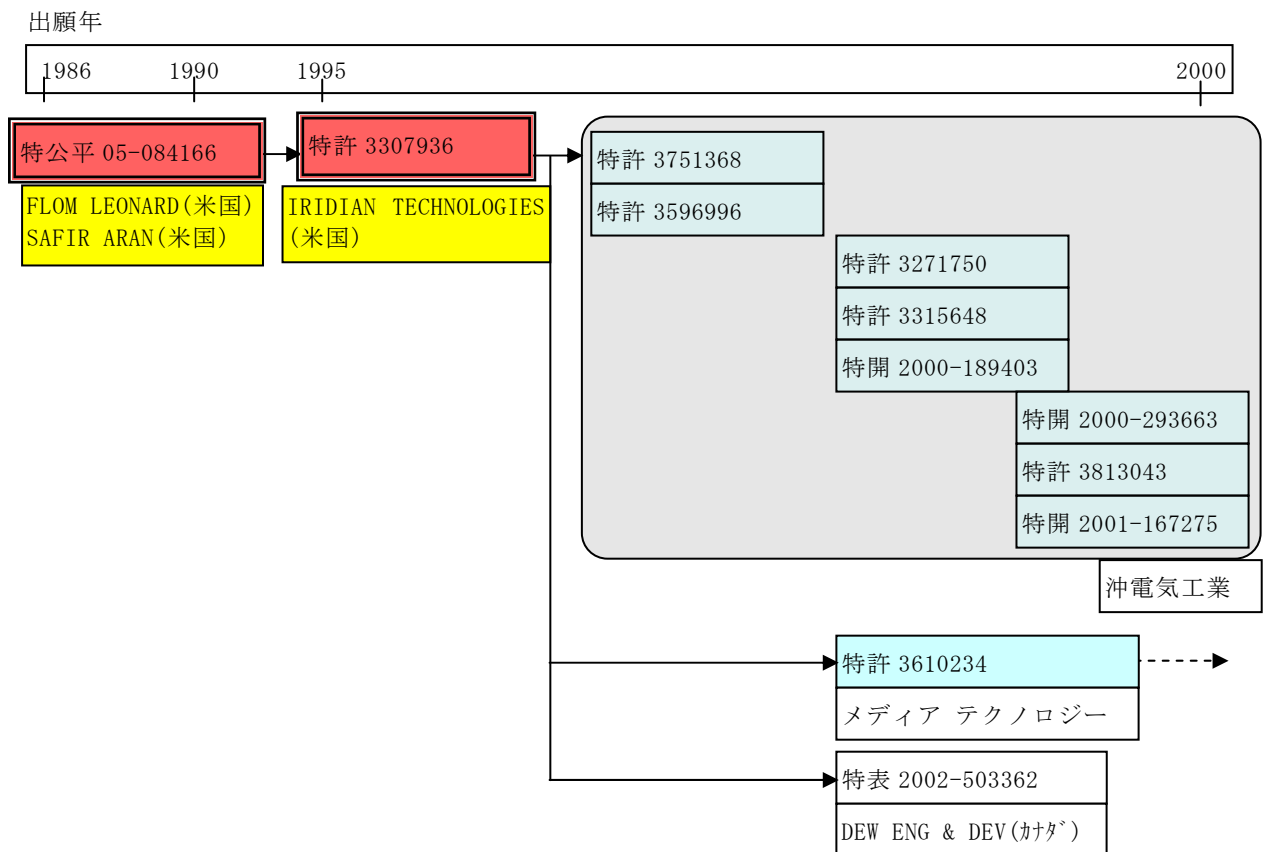 出願年
1986 1990 1995 2000
特公平 05-084166
FLOM LEONARD(米国)
SAFIR ARAN(米国)
特許 3307936
IRIDIAN TECHNOLOGIES
(米国)
特許 3751368
特許 3596996
特許 3271750
特許 3315648
特開 2000-189403
特開 2000-293663
特許 3813043
特開 2001-167275
沖電気工業
特許 3610234
メディア テクノロジー
特表 2002-503362
DEW ENG & DEV(ｶﾅﾀﾞ)